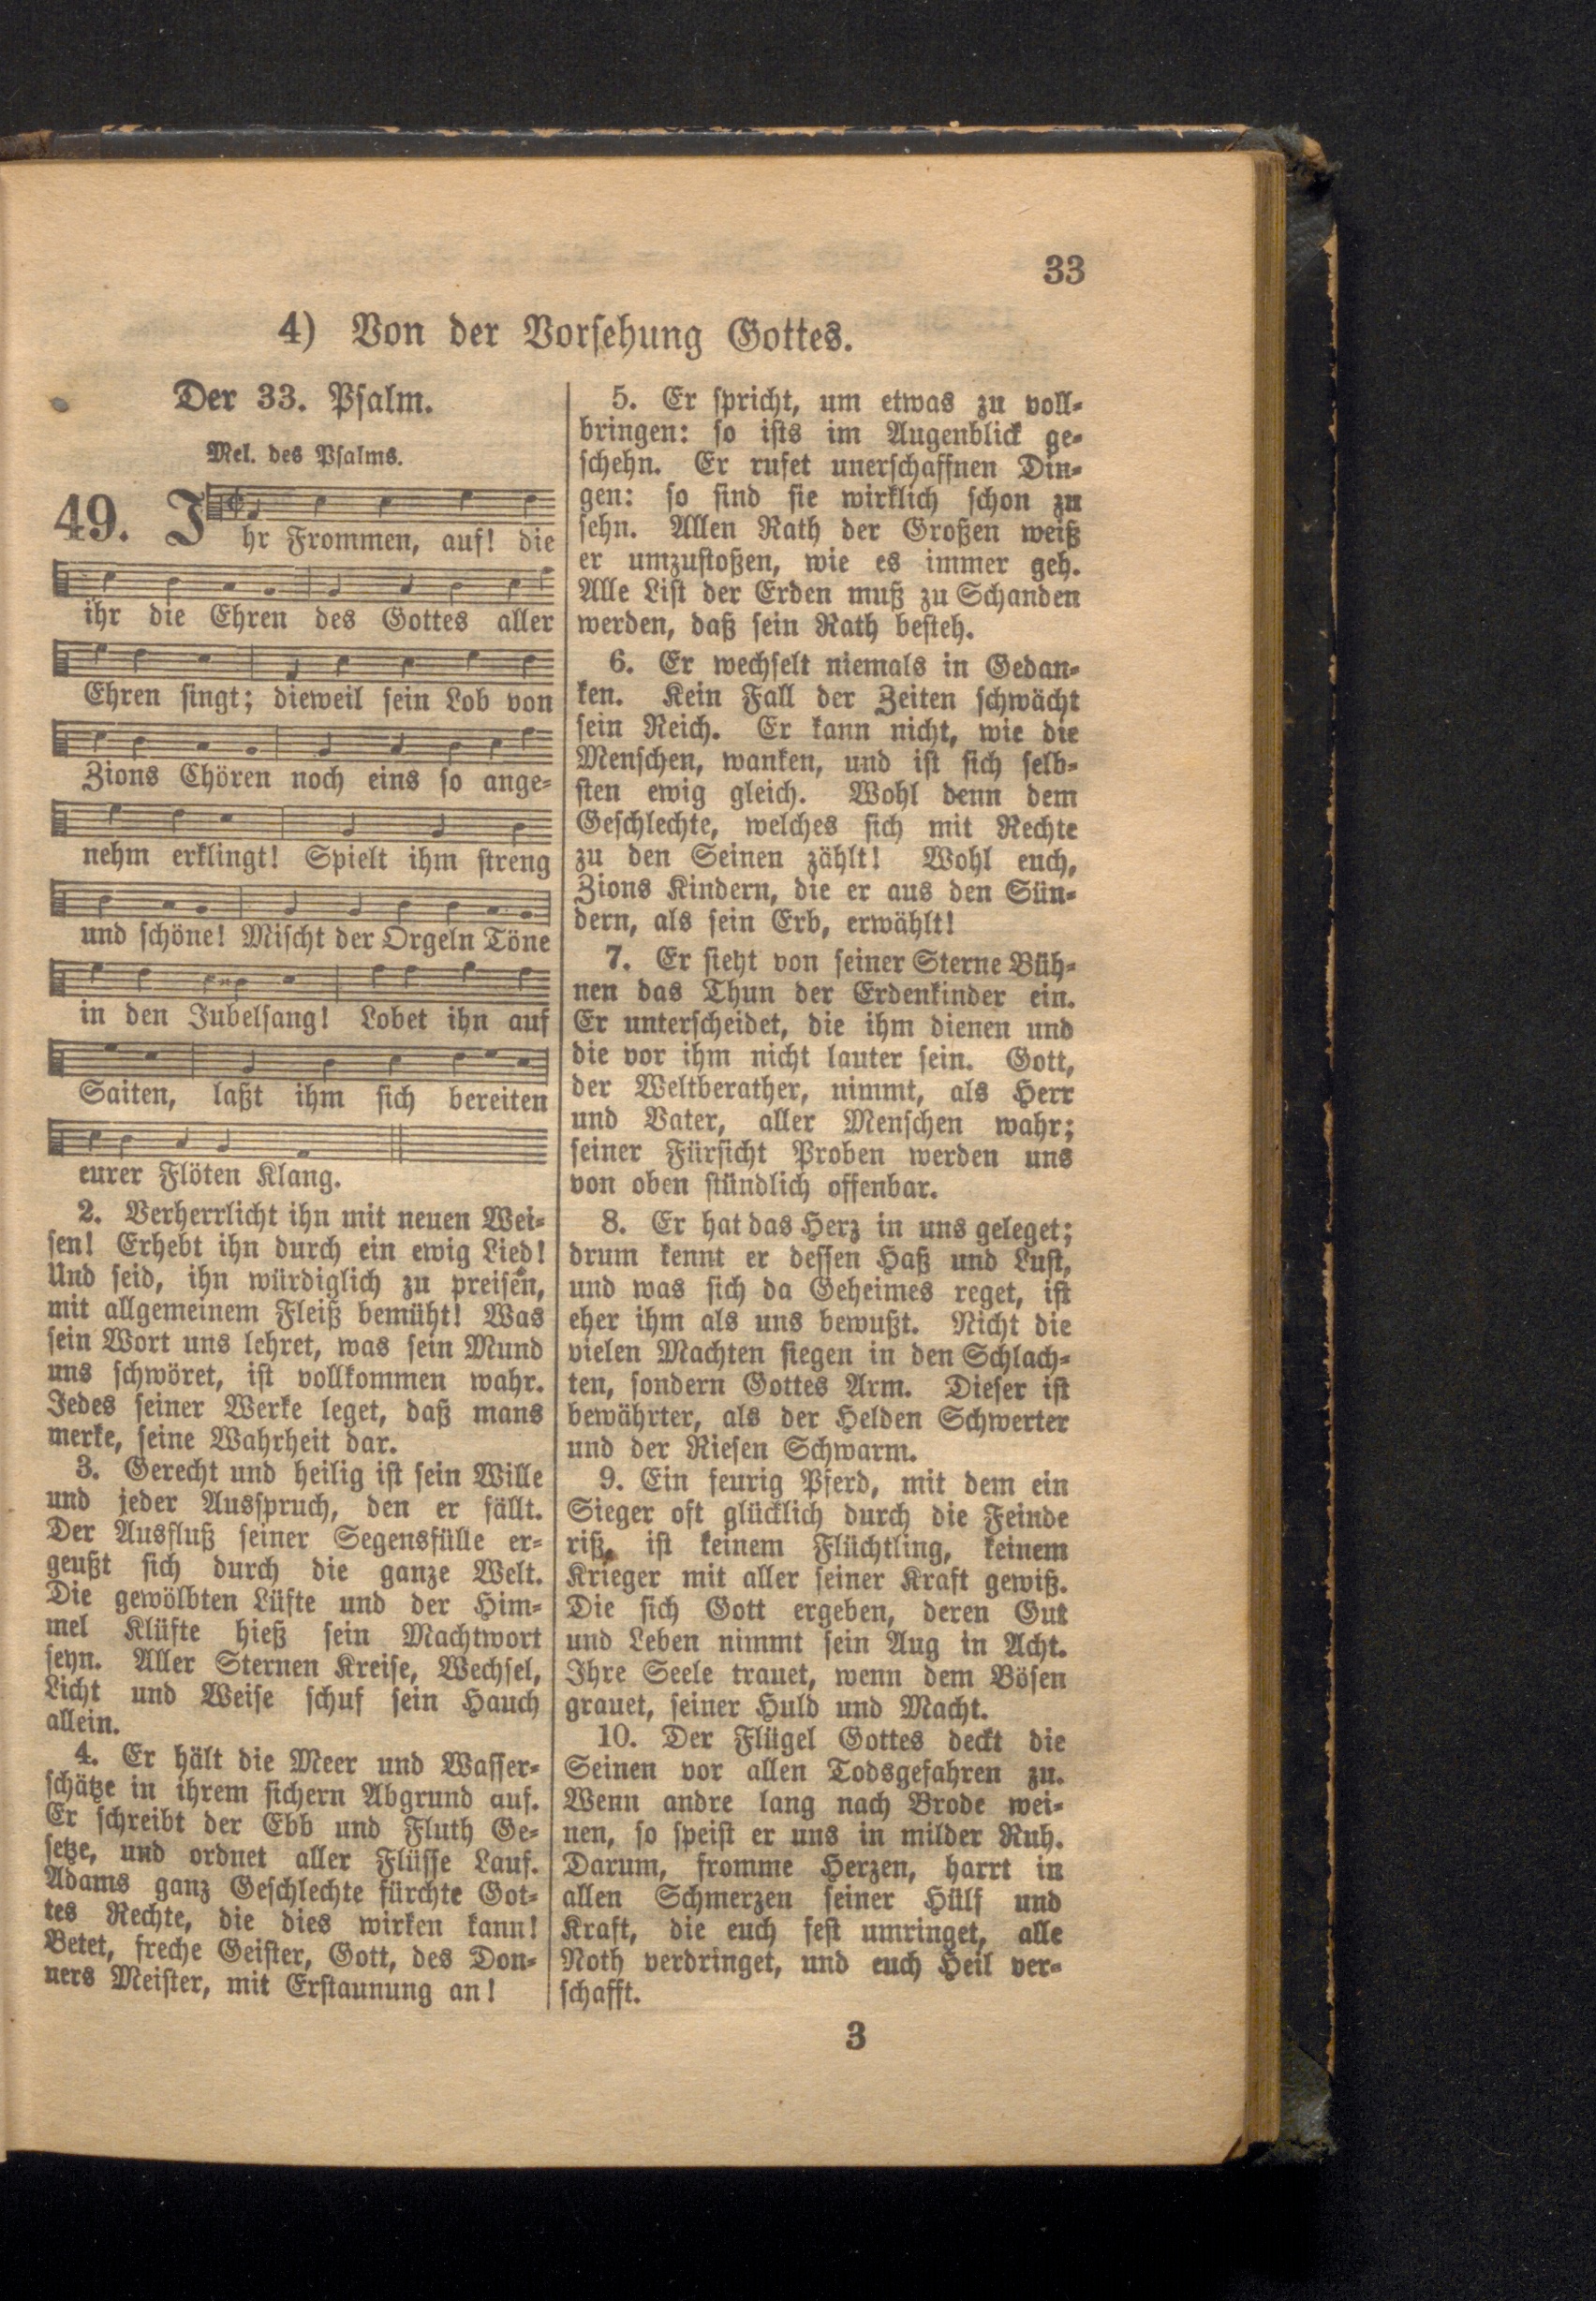 33
4) Von der Vorsehung Gottes.
Der 33. Psalm.
Mel. des Psalms.
49. Ihr Frommen, auf! die
ihr die Ehren des Gottes aller
Ehren singt; dieweil sein Lob von
Zions Chören noch eins so ange-
nehm erklingt! Spielt ihm streng
und schöne! Mischt der Orgeln Töne
in den Jubelsang! Lobet ihn auf
Saiten, laßt ihm sich bereiten
eurer Flöten Klang.
2. Verherrlicht ihn mit neuen Wei-
sen! Erhebt ihn durch ein ewig Lied!
Und seid, ihn würdiglich zu preisen,
mit allgemeinem Fleiß bemüht! Was
sein Wort uns lehret, was sein Mund
uns schwöret, ist vollkommen wahr.
Jedes seiner Werke leget, daß mans
merke, seine Wahrheit dar.
3. Gerecht und heilig ist sein Wille
und jeder Ausspruch, den er fällt.
Der Ausfluß seiner Segensfülle er-
geußt sich durch die ganze Welt.
Die gewölbten Lüfte und der Him-
mel Klüfte hieß sein Machtwort
seyn. Aller Sternen Kreise, Wechsel,
Licht und Weise schuf sein Hauch
allein.
4. Er hält die Meer und Wasser-
schätze in ihrem sichern Abgrund auf.
Er schreibt der Ebb und Fluth Ge-
setze, und ordnet aller Flüsse Lauf.
Adams ganz Geschlechte fürchte Got-
tes Rechte, die dies wirken kann!
Betet, freche Geister, Gott, des Don-
ners Meister, mit Erstaunung an!
5. Er spricht, um etwas zu voll-
bringen: so ists im Augenblick ge-
schehn. Er rufet unerschaffnen Din-
gen: so sind sie wirklich schon zu
sehn. Allen Rath der Großen weiß
er umzustoßen, wie es immer geh.
Alle List der Erden muß zu Schanden
werden, daß sein Rath besteh.
6. Er wechselt niemals in Gedan-
ken. Kein Fall der Zeiten schwächt
sein Reich. Er kann nicht, wie die
Menschen, wanken, und ist sich selb-
sten ewig gleich. Wohl denn dem
Geschlechte, welches sich mit Rechte
zu den Seinen zählt! Wohl euch,
Zions Kindern, die er aus den Sün-
dern, als sein Erb, erwählt!
7. Er sieht von seiner Sterne Büh-
nen das Thun der Erdenkinder ein.
Er unterscheidet, die ihm dienen und
die vor ihm nicht lauter sein. Gott,
der Weltberather, nimmt, als Herr
und Vater, aller Menschen wahr;
seiner Fürsicht Proben werden uns
von oben stündlich offenbar.
8. Er hat das Herz in uns geleget;
drum kennt er dessen Haß und Lust,
und was sich da Geheimes reget, ist
eher ihm als uns bewußt. Nicht die
vielen Machten siegen in den Schlach-
ten, sondern Gottes Arm. Dieser ist
bewährter, als der Helden Schwerter
und der Riesen Schwarm.
9. Ein feurig Pferd, mit dem ein
Sieger oft glücklich durch die Feinde
riß, ist keinem Flüchtling, keinem
Krieger mit aller seiner Kraft gewiß.
Die sich Gott ergeben, deren Gut
und Leben nimmt sein Aug in Acht.
Ihre Seele trauet, wenn dem Bösen
grauet, seiner Huld und Macht.
10. Der Flügel Gottes deckt die
Seinen vor allen Todsgefahren zu.
Wenn andre lang nach Brode wei-
nen, so speist er uns in milder Ruh.
Darum, fromme Herzen, harrt in
allen Schmerzen seiner Hülf und
Kraft, die euch fest umringet, alle
Noth verdringet, und euch Heil ver-
schafft.
3